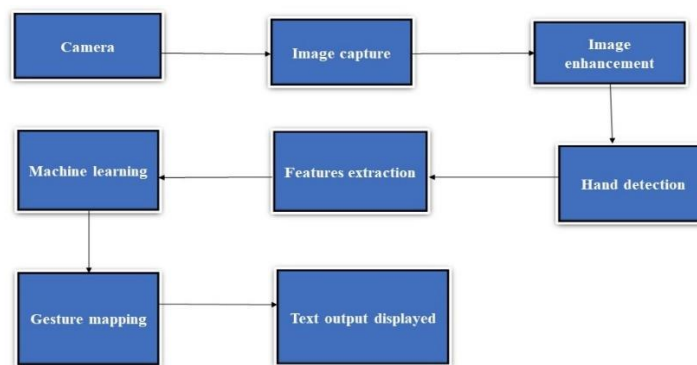 Camera
Image capture
Image
enhancement
Hand detection
Features extraction
Machine learning
Gesture mapping
Text output displayed